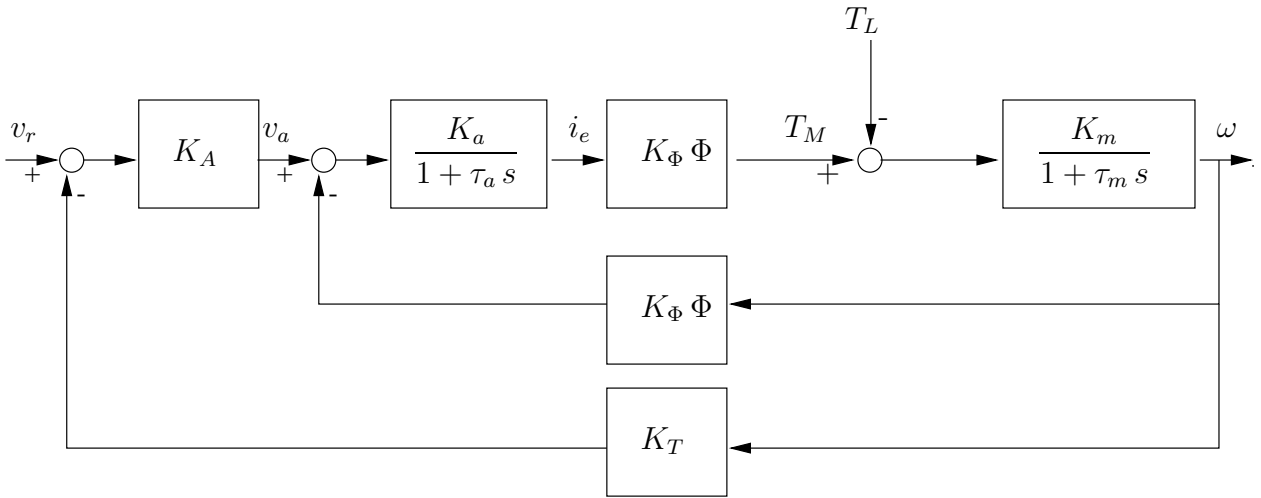 T_L
v_r
+
-
K_A
v_a
+
-
K_a
1 + τ_a s
i_e
K_Φ Φ
T_M
+
-
K_m
1 + τ_m s
ω
K_Φ Φ
K_T